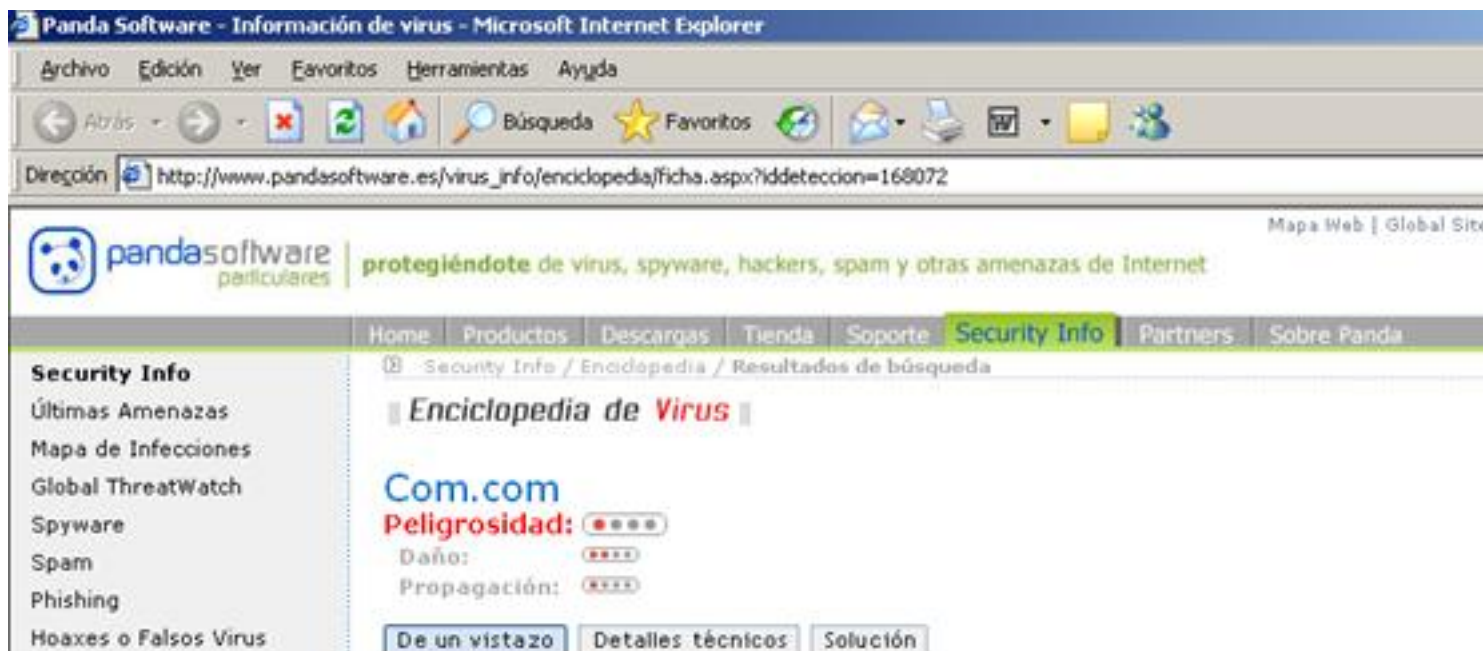 Panda Software - Información de virus - Microsoft Internet Explorer
Archivo Edición Ver Favoritos Herramientas Ayuda
Atrás Búsqueda Favoritos
Dirección http://www.pandasoftware.es/virus_info/enciclopedia/ficha.aspx?iddeteccion=168072
Mapa Web | Global Site
pandasoftware
particulares
protegiéndote de virus, spyware, hackers, spam y otras amenazas de Internet
Home Productos Descargas Tienda Soporte Security Info Partners Sobre Panda
Security Info / Enciclopedia / Resultados de búsqueda
Security Info
Últimas Amenazas
Mapa de Infecciones
Global ThreatWatch
Spyware
Spam
Phishing
Hoaxes o Falsos Virus
Enciclopedia de Virus
Com.com
Peligrosidad:
Daño:
Propagación:
De un vistazo Detalles técnicos Solución